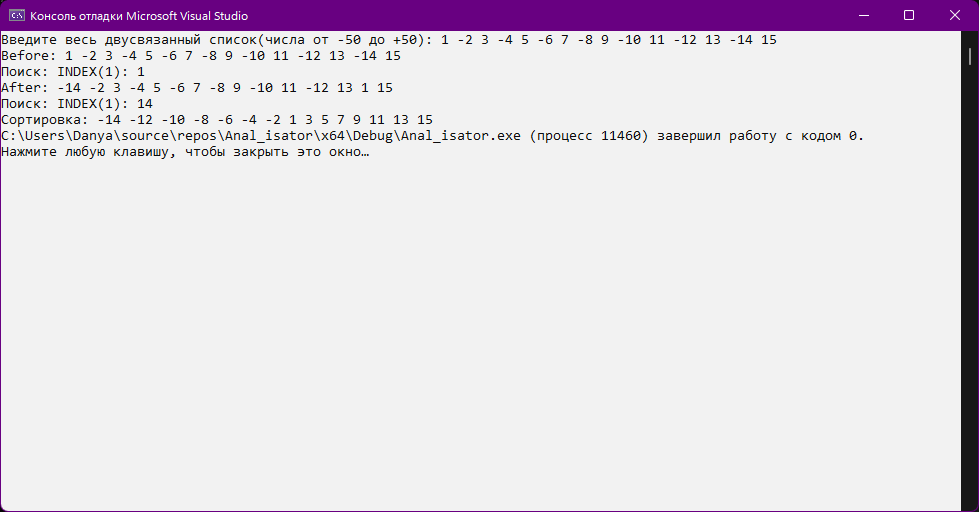 Консоль отладки Microsoft Visual Studio
Введите весь двусвязанный список(числа от -50 до +50): 1 -2 3 -4 5 -6 7 -8 9 -10 11 -12 13 -14 15
Before: 1 -2 3 -4 5 -6 7 -8 9 -10 11 -12 13 -14 15
Поиск: INDEX(1): 1
After: -14 -2 3 -4 5 -6 7 -8 9 -10 11 -12 13 1 15
Поиск: INDEX(1): 14
Сортировка: -14 -12 -10 -8 -6 -4 -2 1 3 5 7 9 11 13 15
C:\Users\Danya\source\repos\Anal_isator\x64\Debug\Anal_isator.exe (процесс 11460) завершил работу с кодом 0.
Нажмите любую клавишу, чтобы закрыть это окно…